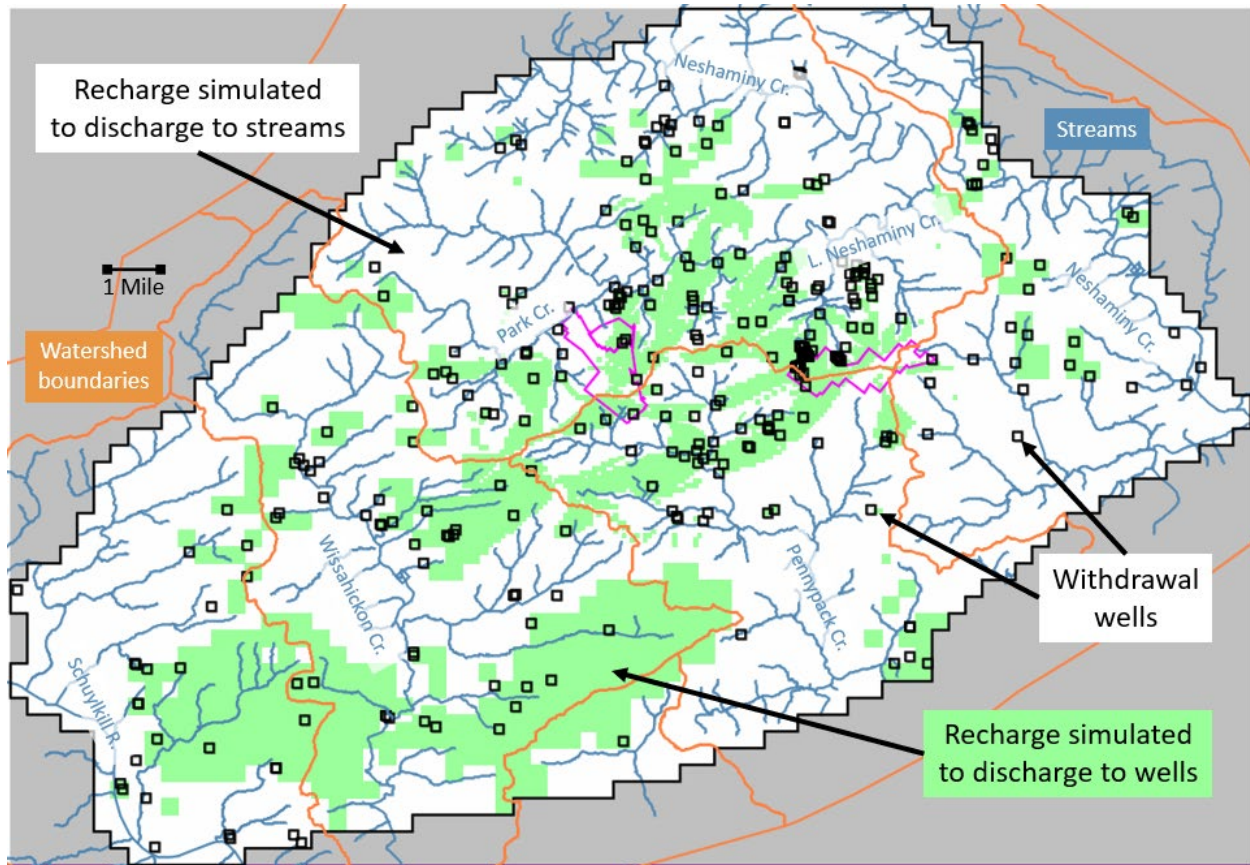 Neshaminy Cr.
Recharge simulated
to discharge to streams
Streams
L. Neshaminy Cr.
1 Mile
Neshaminy Cr.
Park Cr.
Watershed
boundaries
Wissahickon Cr.
Pennypack Cr.
Withdrawal
wells
Schuylkill R.
Recharge simulated
to discharge to wells